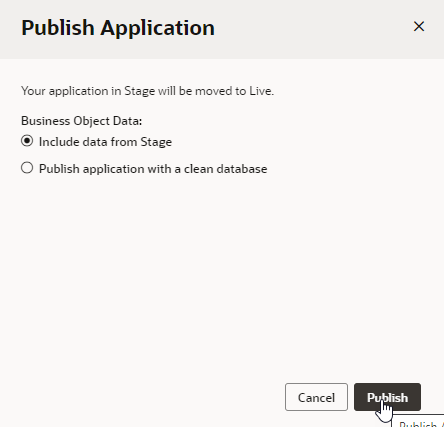 Publish Application
Your application in Stage will be moved to Live.
Business Object Data:
Include data from Stage
Publish application with a clean database
Cancel
Publish
Publish